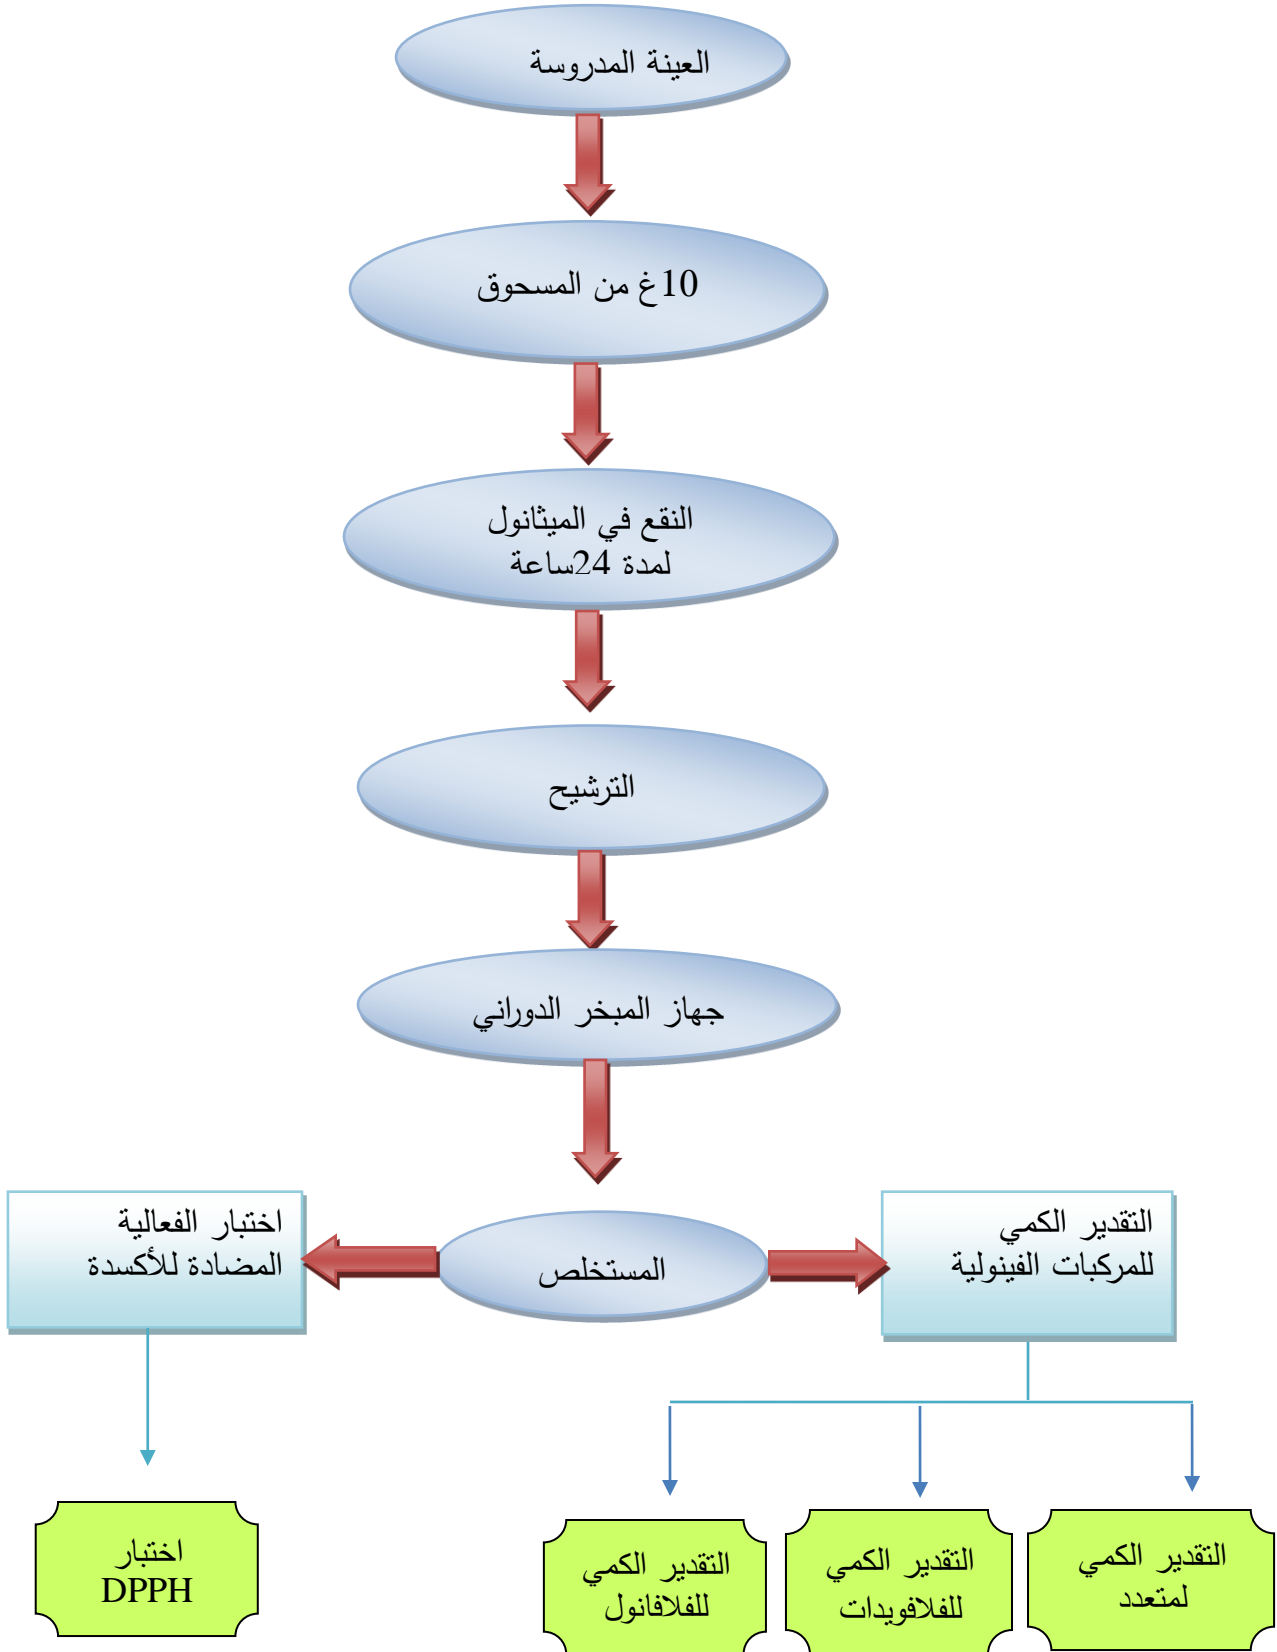 العينة المدروسة
10غ من المسحوق
النقع في الميثانول
لمدة 24ساعة
الترشيح
جهاز المبخر الدوراني
المستخلص
التقدير الكمي
للمركبات الفينولية
اختبار الفعالية
المضادة للأكسدة
التقدير الكمي
لمتعدد
التقدير الكمي
للفلافويدات
التقدير الكمي
للفلافانول
اختبار
DPPH